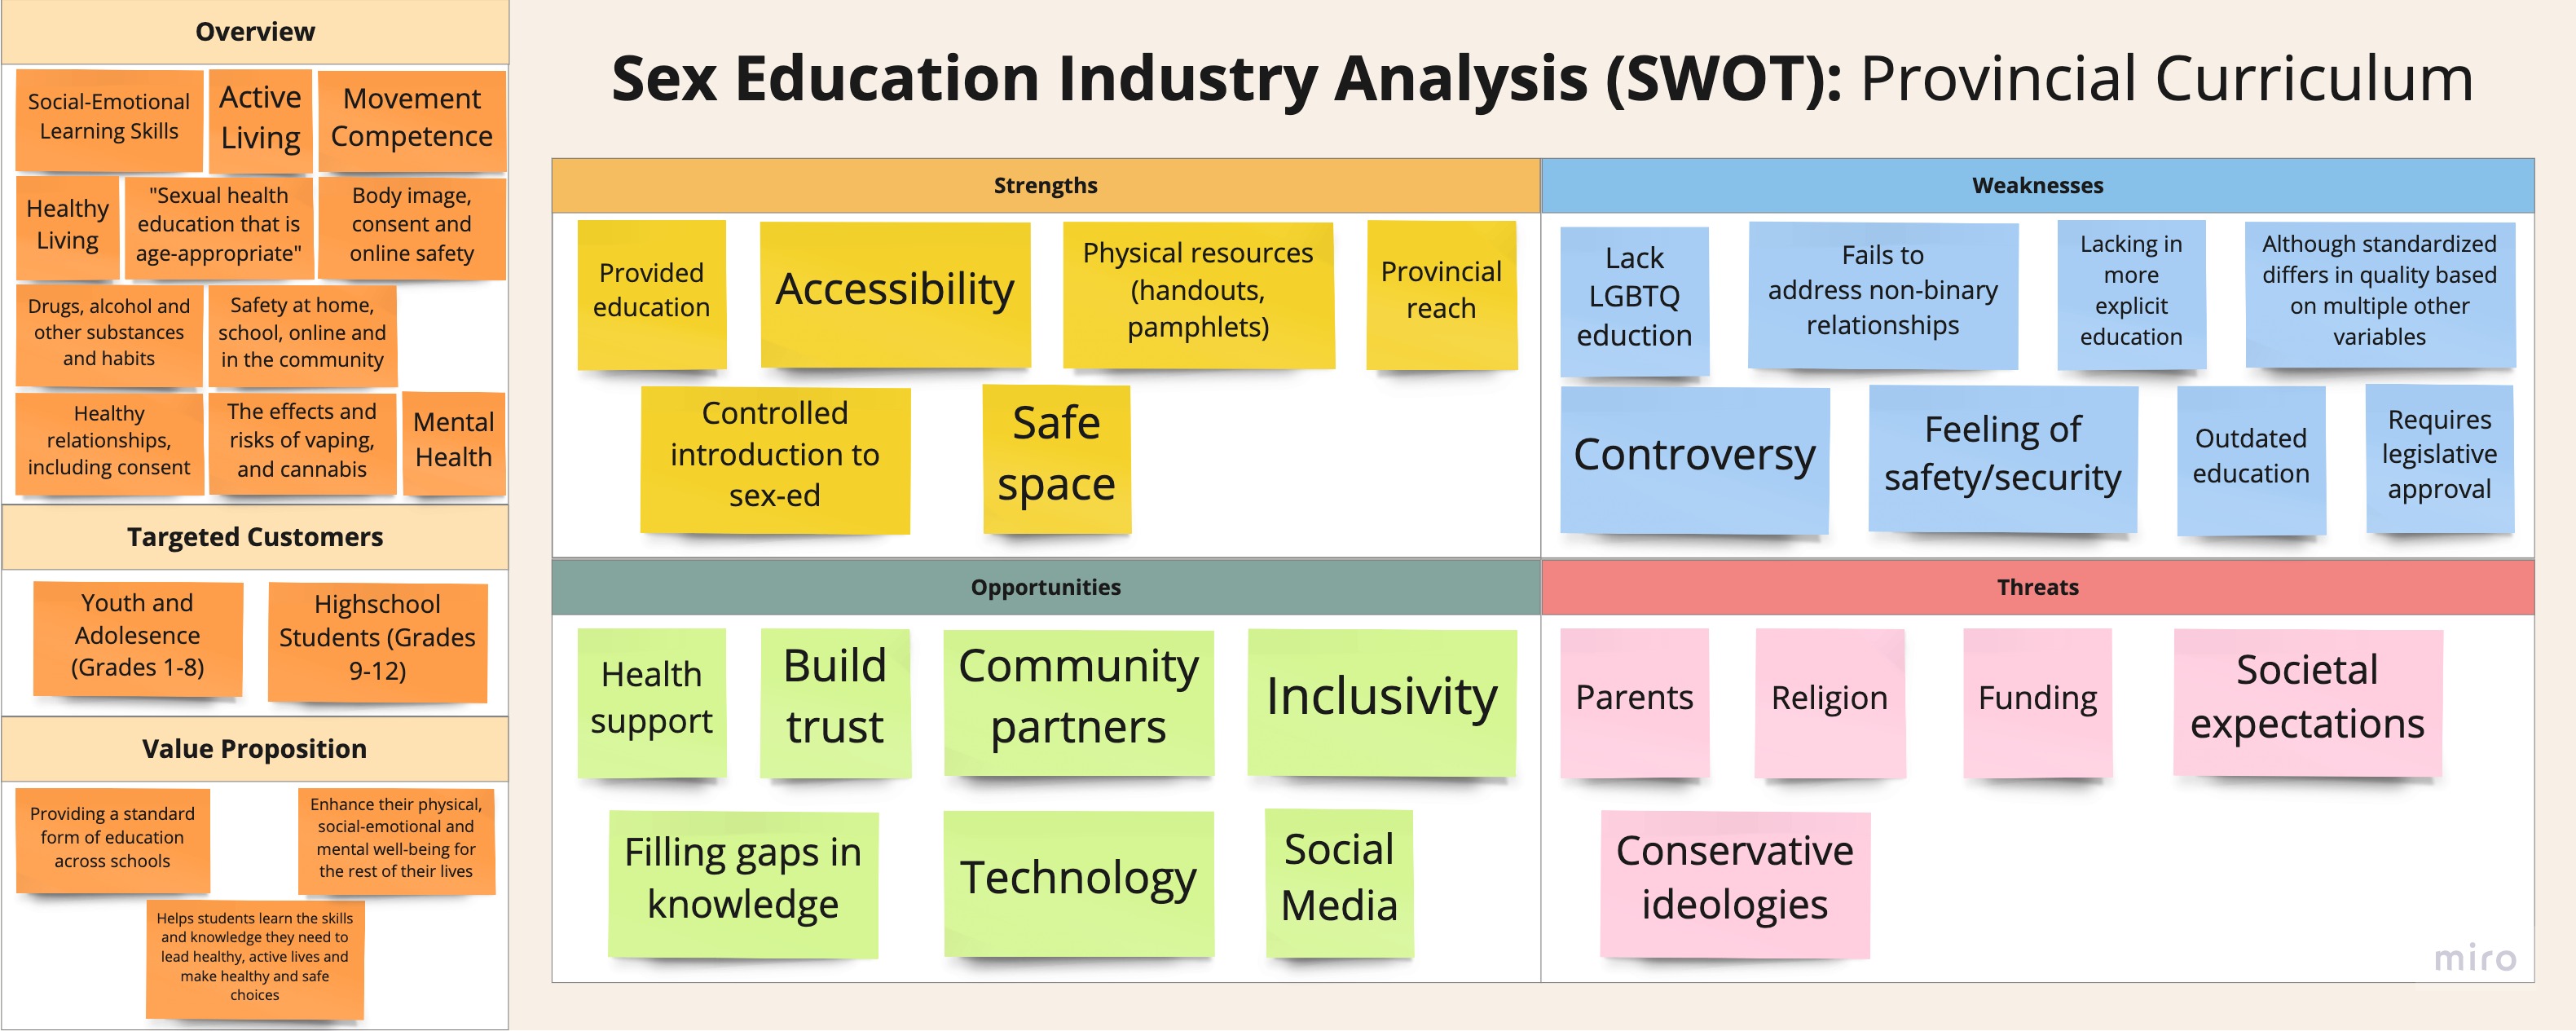 Overview
Social-Emotional
Learning Skills
Active
Living
Movement
Competence
Healthy
Living
"Sexual health
education that is
age-appropriate"
Body image,
consent and
online safety
Drugs, alcohol and
other substances
and habits
Safety at home,
school, online and
in the community
Healthy
relationships,
including consent
The effects and
risks of vaping,
and cannabis
Mental
Health
Targeted Customers
Youth and
Adolesence
(Grades 1-8)
Highschool
Students (Grades
9-12)
Value Proposition
Providing a standard
form of education
across schools
Enhance their physical,
social-emotional and
mental well-being for
the rest of their lives
Helps students learn the skills
and knowledge they need to
lead healthy, active lives and
make healthy and safe
choices
Sex Education Industry Analysis (SWOT): Provincial Curriculum
Strengths
Provided
education
Accessibility
Physical resources
(handouts,
pamphlets)
Provincial
reach
Controlled
introduction to
sex-ed
Safe
space
Weaknesses
Lack
LGBTQ
eduction
Fails to
address non-binary
relationships
Lacking in
more
explicit
education
Although standardized
differs in quality based
on multiple other
variables
Controversy
Feeling of
safety/security
Outdated
education
Requires
legislative
approval
Opportunities
Health
support
Build
trust
Community
partners
Inclusivity
Filling gaps in
knowledge
Technology
Social
Media
Threats
Parents
Religion
Funding
Societal
expectations
Conservative
ideologies
miro